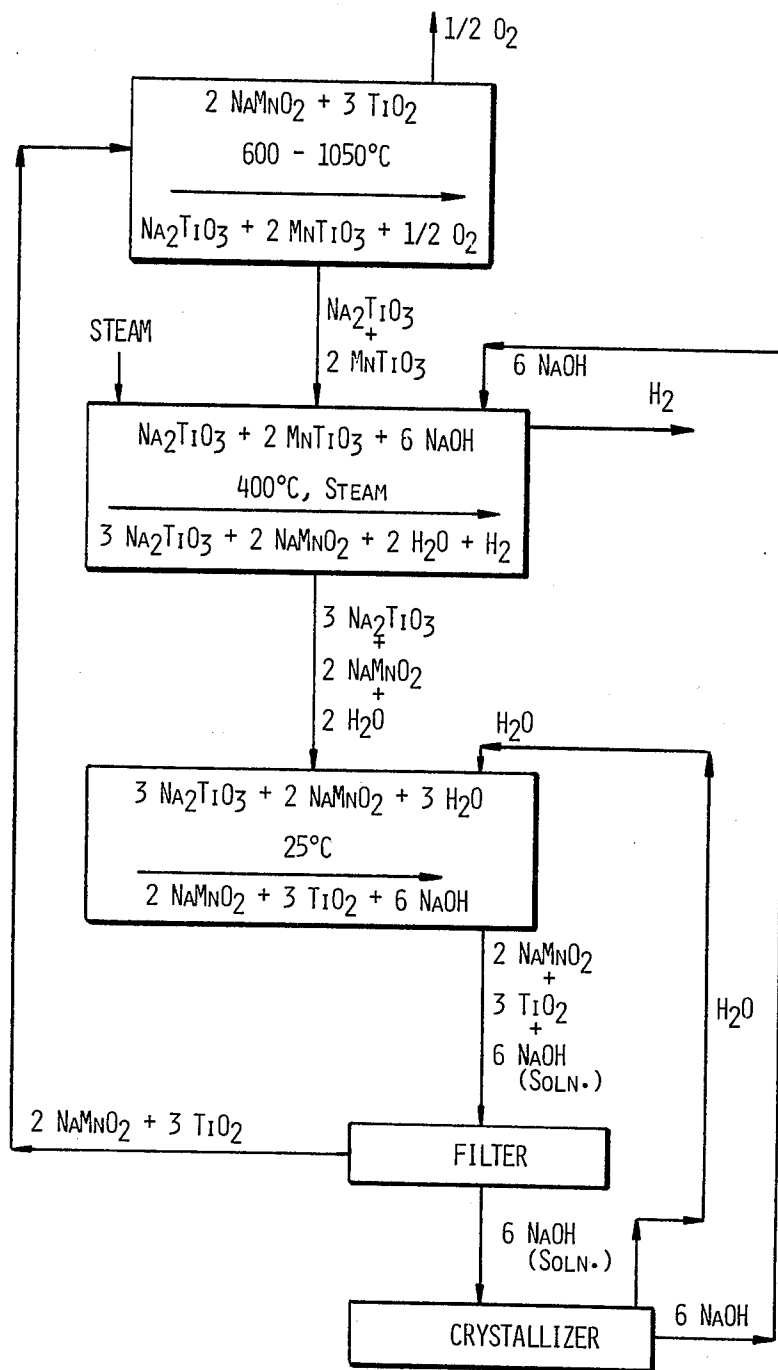 1/2 O2
2 NAMNO2 + 3 TIO2
600 - 1050°C
NA2TIO3 + 2 MNTIO3 + 1/2 O2
NA2TIO3
+
2 MNTIO3
STEAM
6 NAOH
H2
NA2TIO3 + 2 MNTIO3 + 6 NAOH
400°C, STEAM
3 NA2TIO3 + 2 NAMNO2 + 2 H2O + H2
3 NA2TIO3
+
2 NAMNO2
+
2 H2O
H2O
3 NA2TIO3 + 2 NAMNO2 + 3 H2O
25°C
2 NAMNO2 + 3 TIO2 + 6 NAOH
2 NAMNO2
+
3 TIO2
+
6 NAOH
(SOLN.)
H2O
2 NAMNO2 + 3 TIO2
FILTER
6 NAOH
(SOLN.)
6 NAOH
CRYSTALLIZER